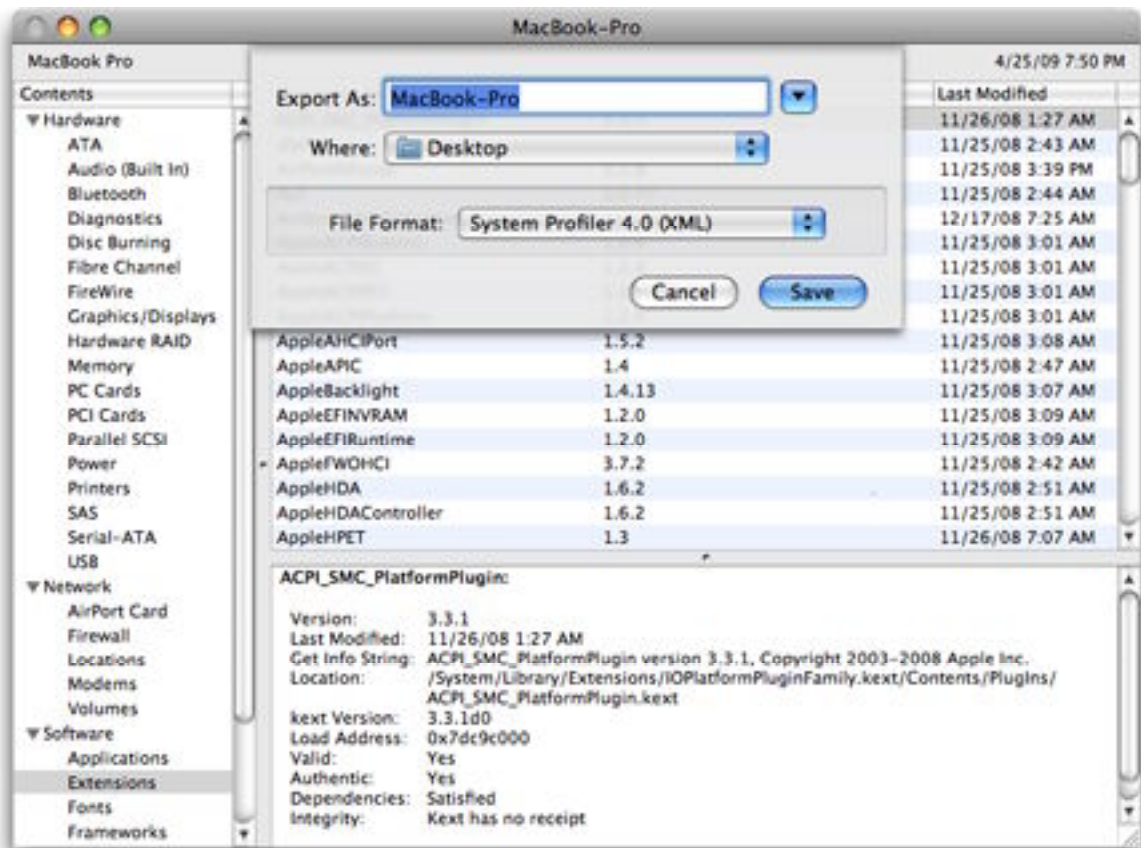 MacBook-Pro
MacBook Pro
4/25/09 7:50 PM
Export As: MacBook-Pro
Where: Desktop
File Format: System Profiler 4.0 (XML)
Cancel Save
Contents
Hardware
ATA
Audio (Built In)
Bluetooth
Diagnostics
Disc Burning
Fibre Channel
FireWire
Graphics/Displays
Hardware RAID
Memory
PC Cards
PCI Cards
Parallel SCSI
Power
Printers
SAS
Serial-ATA
USB
Network
AirPort Card
Firewall
Locations
Modems
Volumes
Software
Applications
Extensions
Fonts
Frameworks
Last Modified
11/26/08 1:27 AM
11/25/08 2:43 AM
11/25/08 3:39 PM
11/25/08 2:44 AM
12/17/08 7:25 AM
11/25/08 3:01 AM
11/25/08 3:01 AM
11/25/08 3:01 AM
11/25/08 3:01 AM
AppleAHCIPort 1.5.2 11/25/08 3:08 AM
AppleAPIC 1.4 11/25/08 2:47 AM
AppleBacklight 1.4.13 11/25/08 3:07 AM
AppleEFINVRAM 1.2.0 11/25/08 3:09 AM
AppleEFIRuntime 1.2.0 11/25/08 3:09 AM
AppleFWOHCI 3.7.2 11/25/08 2:42 AM
AppleHDA 1.6.2 11/25/08 2:51 AM
AppleHDAController 1.6.2 11/25/08 2:51 AM
AppleHPET 1.3 11/26/08 7:07 AM
ACPI_SMC_PlatformPlugin:
Version: 3.3.1
Last Modified: 11/26/08 1:27 AM
Get Info String: ACPI_SMC_PlatformPlugin version 3.3.1, Copyright 2003-2008 Apple Inc.
Location: /System/Library/Extensions/IOPlatformPluginFamily.kext/Contents/PlugIns/
ACPI_SMC_PlatformPlugin.kext
kext Version: 3.3.1d0
Load Address: 0x7dc9c000
Valid: Yes
Authentic: Yes
Dependencies: Satisfied
Integrity: Kext has no receipt